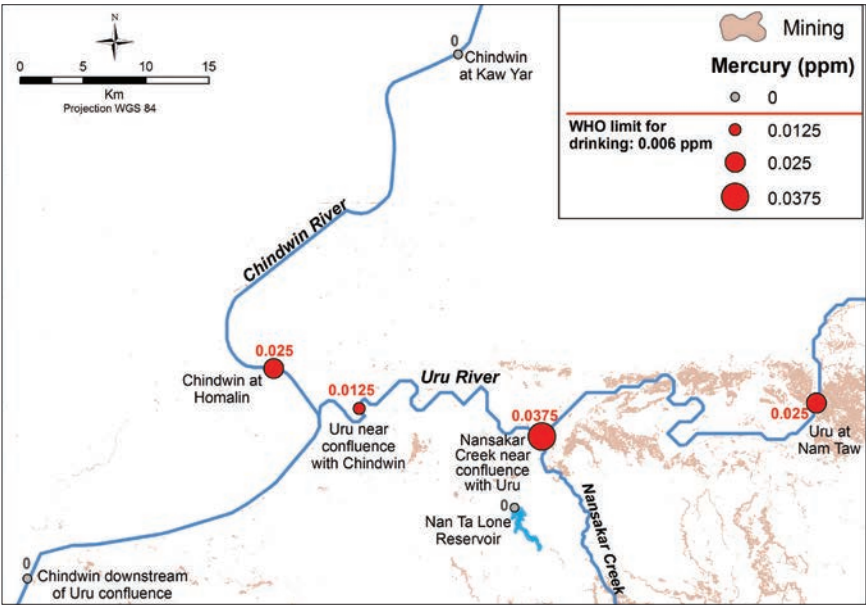 N
0 5 10 15
Km
Projection WGS 84
0
Chindwin
at Kaw Yar
Mining
Mercury (ppm)
0
WHO limit for
drinking: 0.006 ppm
0.0125
0.025
0.0375
Chindwin River
0.025
Chindwin at
Homalin
0.0125
Uru near
confluence
with Chindwin
Uru River
0.0375
Nansakar
Creek near
confluence
with Uru
0.025
Uru at
Nam Taw
0
Nan Ta Lone
Reservoir
Nansakar Creek
0
Chindwin downstream
of Uru confluence